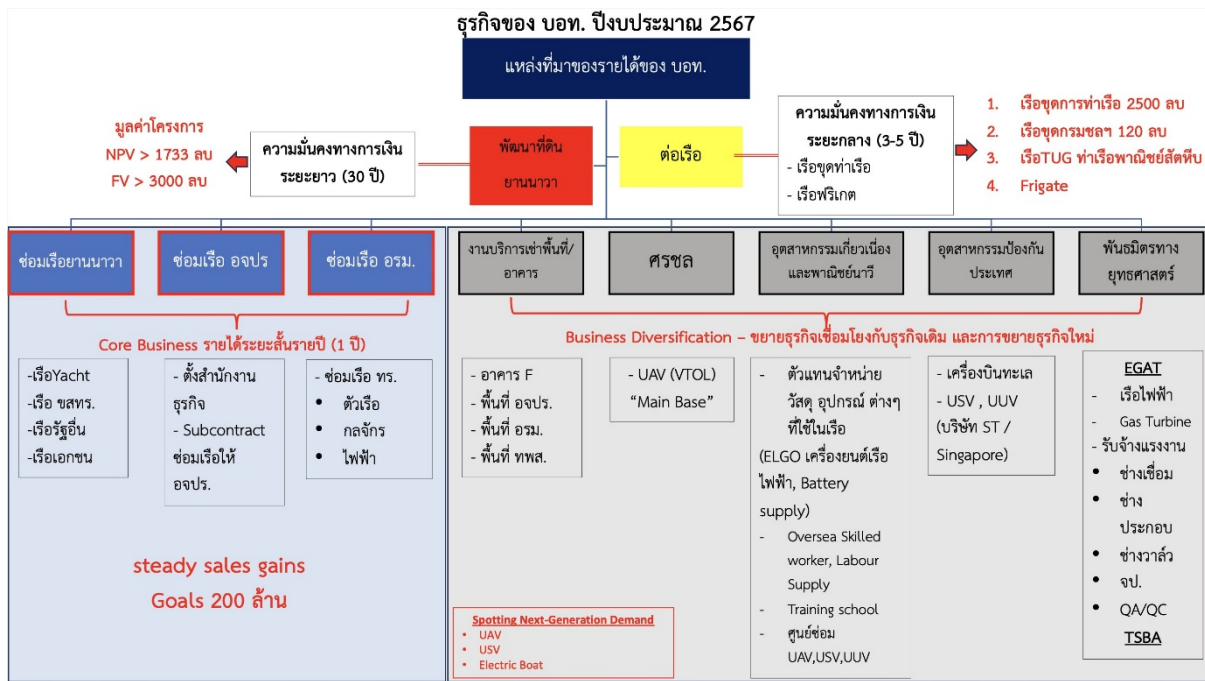 ธุรกิจของ บอท. ปีงบประมาณ 2567
แหล่งที่มาของรายได้ของ บอท.
มูลค่าโครงการ
NPV > 1733 ลบ
FV > 3000 ลบ
ความมั่นคงทางการเงิน
ระยะยาว (30 ปี)
พัฒนาที่ดิน
ยานนาวา
ต่อเรือ
ความมั่นคงทางการเงิน
ระยะกลาง (3-5 ปี)
- เรือขุดท่าเรือ
- เรือฟริเกต
1. เรือขุดการท่าเรือ 2500 ลบ
2. เรือขุดกรมชลฯ 120 ลบ
3. เรือTUG ท่าเรือพาณิชย์สัตหีบ
4. Frigate
ซ่อมเรือยานนาวา
ซ่อมเรือ อจปร
ซ่อมเรือ อรม.
งานบริการเช่าพื้นที่/
อาคาร
ศรชล
อุตสาหกรรมเกี่ยวเนื่อง
และพาณิชย์นาวี
อุตสาหกรรมป้องกัน
ประเทศ
พันธมิตรทาง
ยุทธศาสตร์
Core Business รายได้ระยะสั้นรายปี (1 ปี)
Business Diversification – ขยายธุรกิจเชื่อมโยงกับธุรกิจเดิม และการขยายธุรกิจใหม่
-เรือYacht
-เรือ ขสทร.
-เรือรัฐอื่น
-เรือเอกชน
- ตั้งสำนักงาน
ธุรกิจ
- Subcontract
ซ่อมเรือให้
อจปร.
- ซ่อมเรือ ทร.
• ตัวเรือ
• กลจักร
• ไฟฟ้า
- อาคาร F
- พื้นที่ อจปร.
- พื้นที่ อรม.
- พื้นที่ ทพส.
- UAV (VTOL)
“Main Base”
- ตัวแทนจำหน่าย
วัสดุ อุปกรณ์ ต่างๆ
ที่ใช้ในเรือ
(ELGO เครื่องยนต์เรือ
ไฟฟ้า, Battery
supply)
- Oversea Skilled
worker, Labour
Supply
- Training school
- ศูนย์ซ่อม
UAV,USV,UUV
- เครื่องบินทะเล
- USV , UUV
(บริษัท ST /
Singapore)
EGAT
- เรือไฟฟ้า
- Gas Turbine
- รับจ้างแรงงาน
• ช่างเชื่อม
• ช่าง
ประกอบ
• ช่างวาล์ว
• จป.
• QA/QC
TSBA
steady sales gains
Goals 200 ล้าน
Spotting Next-Generation Demand
• UAV
• USV
• Electric Boat